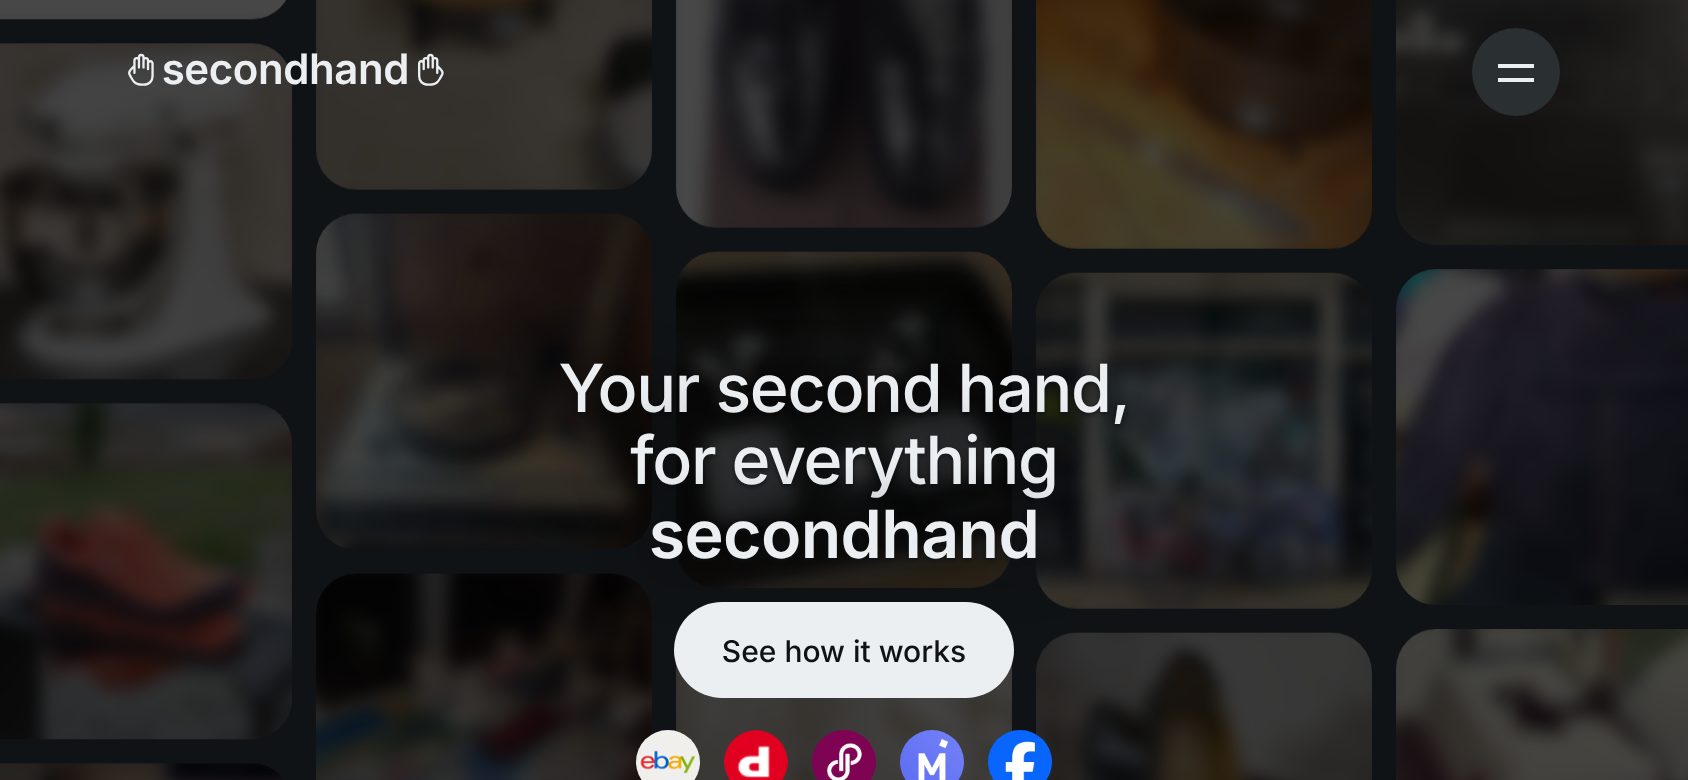 secondhand
Your second hand,
for everything
secondhand
See how it works
ebay
d
M
f